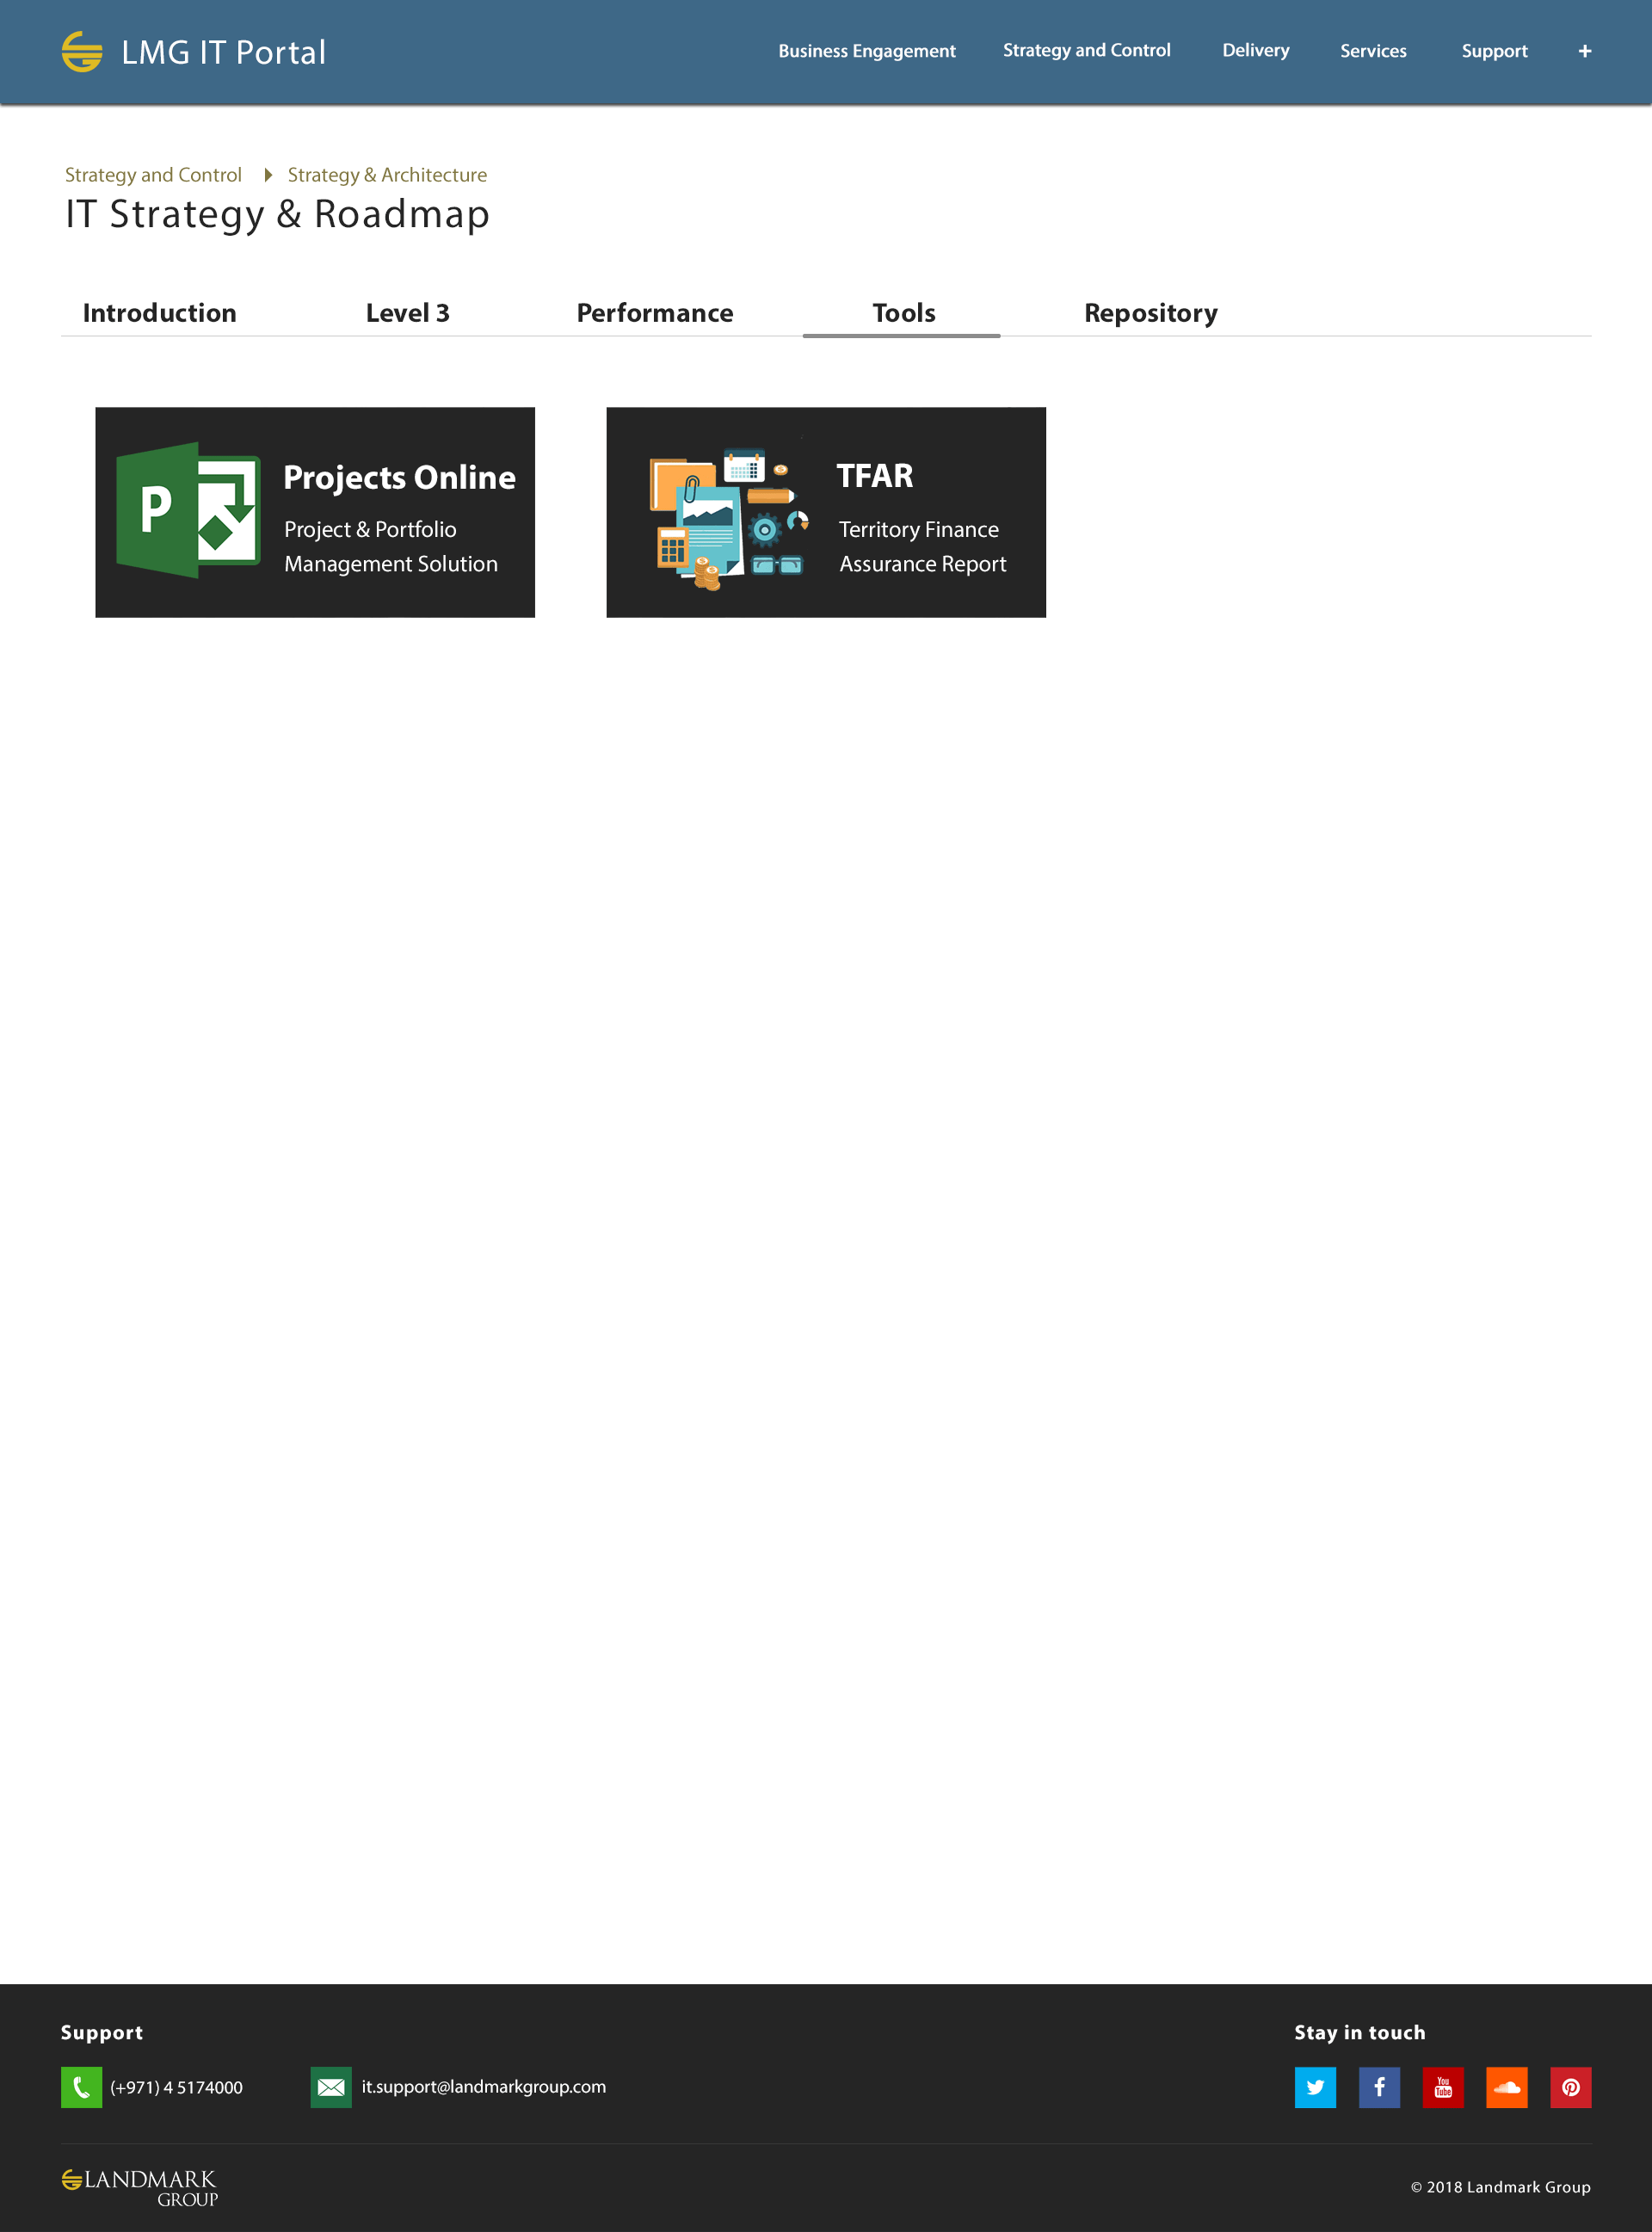 LMG IT Portal
Business Engagement
Strategy and Control
Delivery
Services
Support
+
Strategy and Control
Strategy & Architecture
IT Strategy & Roadmap
Introduction
Level 3
Performance
Tools
Repository
P
Projects Online
Project & Portfolio
Management Solution
TFAR
Territory Finance
Assurance Report
Support
(+971) 4 5174000
it.support@landmarkgroup.com
Stay in touch
You
Tube
LANDMARK
GROUP
© 2018 Landmark Group